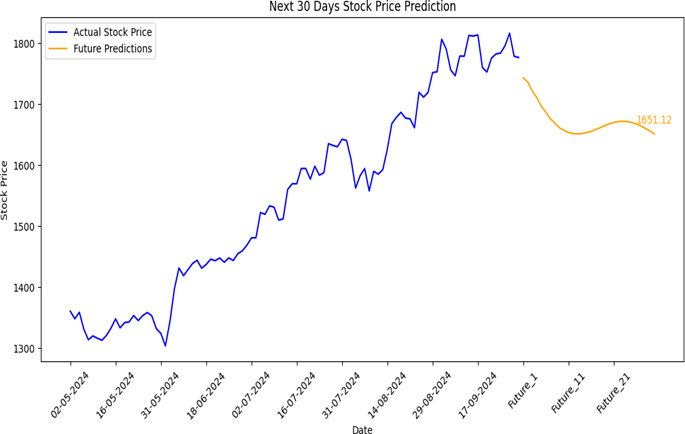 Next 30 Days Stock Price Prediction
Actual Stock Price
Future Predictions
1800
1700
1600
1500
1400
1300
Stock Price
1651.12
02-05-2024
16-05-2024
31-05-2024
18-06-2024
02-07-2024
16-07-2024
31-07-2024
14-08-2024
29-08-2024
17-09-2024
Future_1
Future_11
Future_21
Date